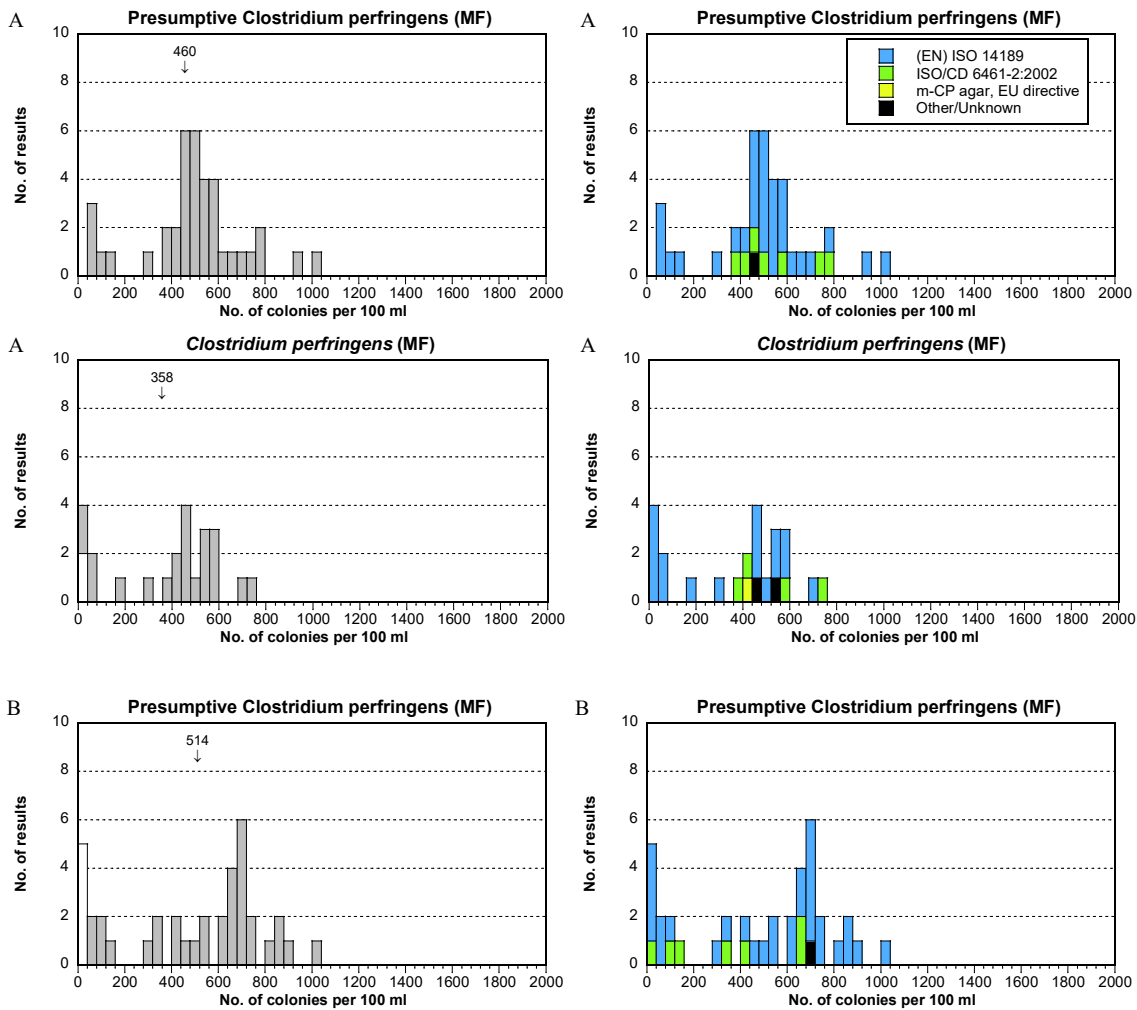 A Presumptive Clostridium perfringens (MF)
10
8
6
4
2
0
No. of results
460
↓
0 200 400 600 800 1000 1200 1400 1600 1800 2000
No. of colonies per 100 ml
A Presumptive Clostridium perfringens (MF)
10
8
6
4
2
0
No. of results
(EN) ISO 14189
ISO/CD 6461-2:2002
m-CP agar, EU directive
Other/Unknown
0 200 400 600 800 1000 1200 1400 1600 1800 2000
No. of colonies per 100 ml
A Clostridium perfringens (MF)
10
8
6
4
2
0
No. of results
358
↓
0 200 400 600 800 1000 1200 1400 1600 1800 2000
No. of colonies per 100 ml
A Clostridium perfringens (MF)
10
8
6
4
2
0
No. of results
0 200 400 600 800 1000 1200 1400 1600 1800 2000
No. of colonies per 100 ml
B Presumptive Clostridium perfringens (MF)
10
8
6
4
2
0
No. of results
514
↓
0 200 400 600 800 1000 1200 1400 1600 1800 2000
No. of colonies per 100 ml
B Presumptive Clostridium perfringens (MF)
10
8
6
4
2
0
No. of results
0 200 400 600 800 1000 1200 1400 1600 1800 2000
No. of colonies per 100 ml